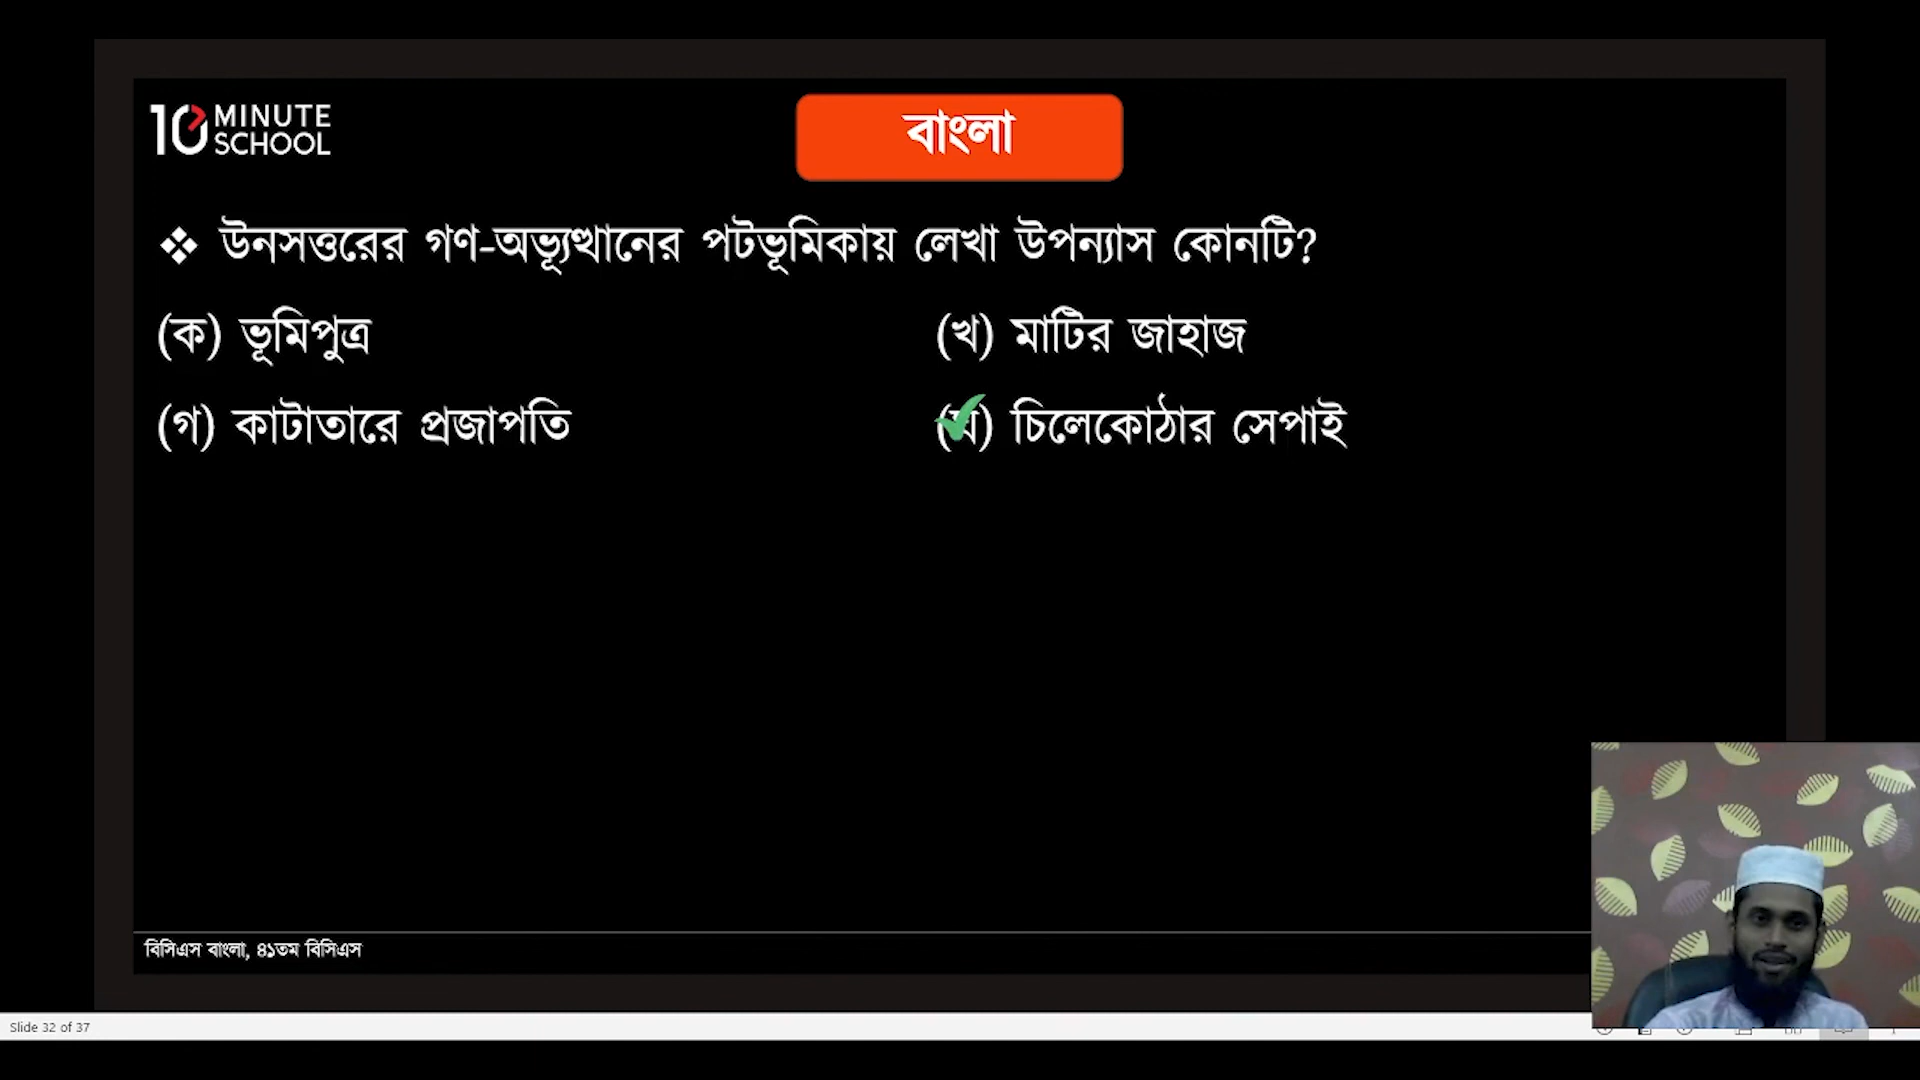 10 MINUTE SCHOOL
বাংলা
❖ উনসত্তরের গণ-অভ্যূত্থানের পটভূমিকায় লেখা উপন্যাস কোনটি?
(ক) ভূমিপুত্র (খ) মাটির জাহাজ
(গ) কাটাতারে প্রজাপতি (ঘ) চিলেকোঠার সেপাই
বিসিএস বাংলা, ৪১তম বিসিএস
Slide 32 of 37